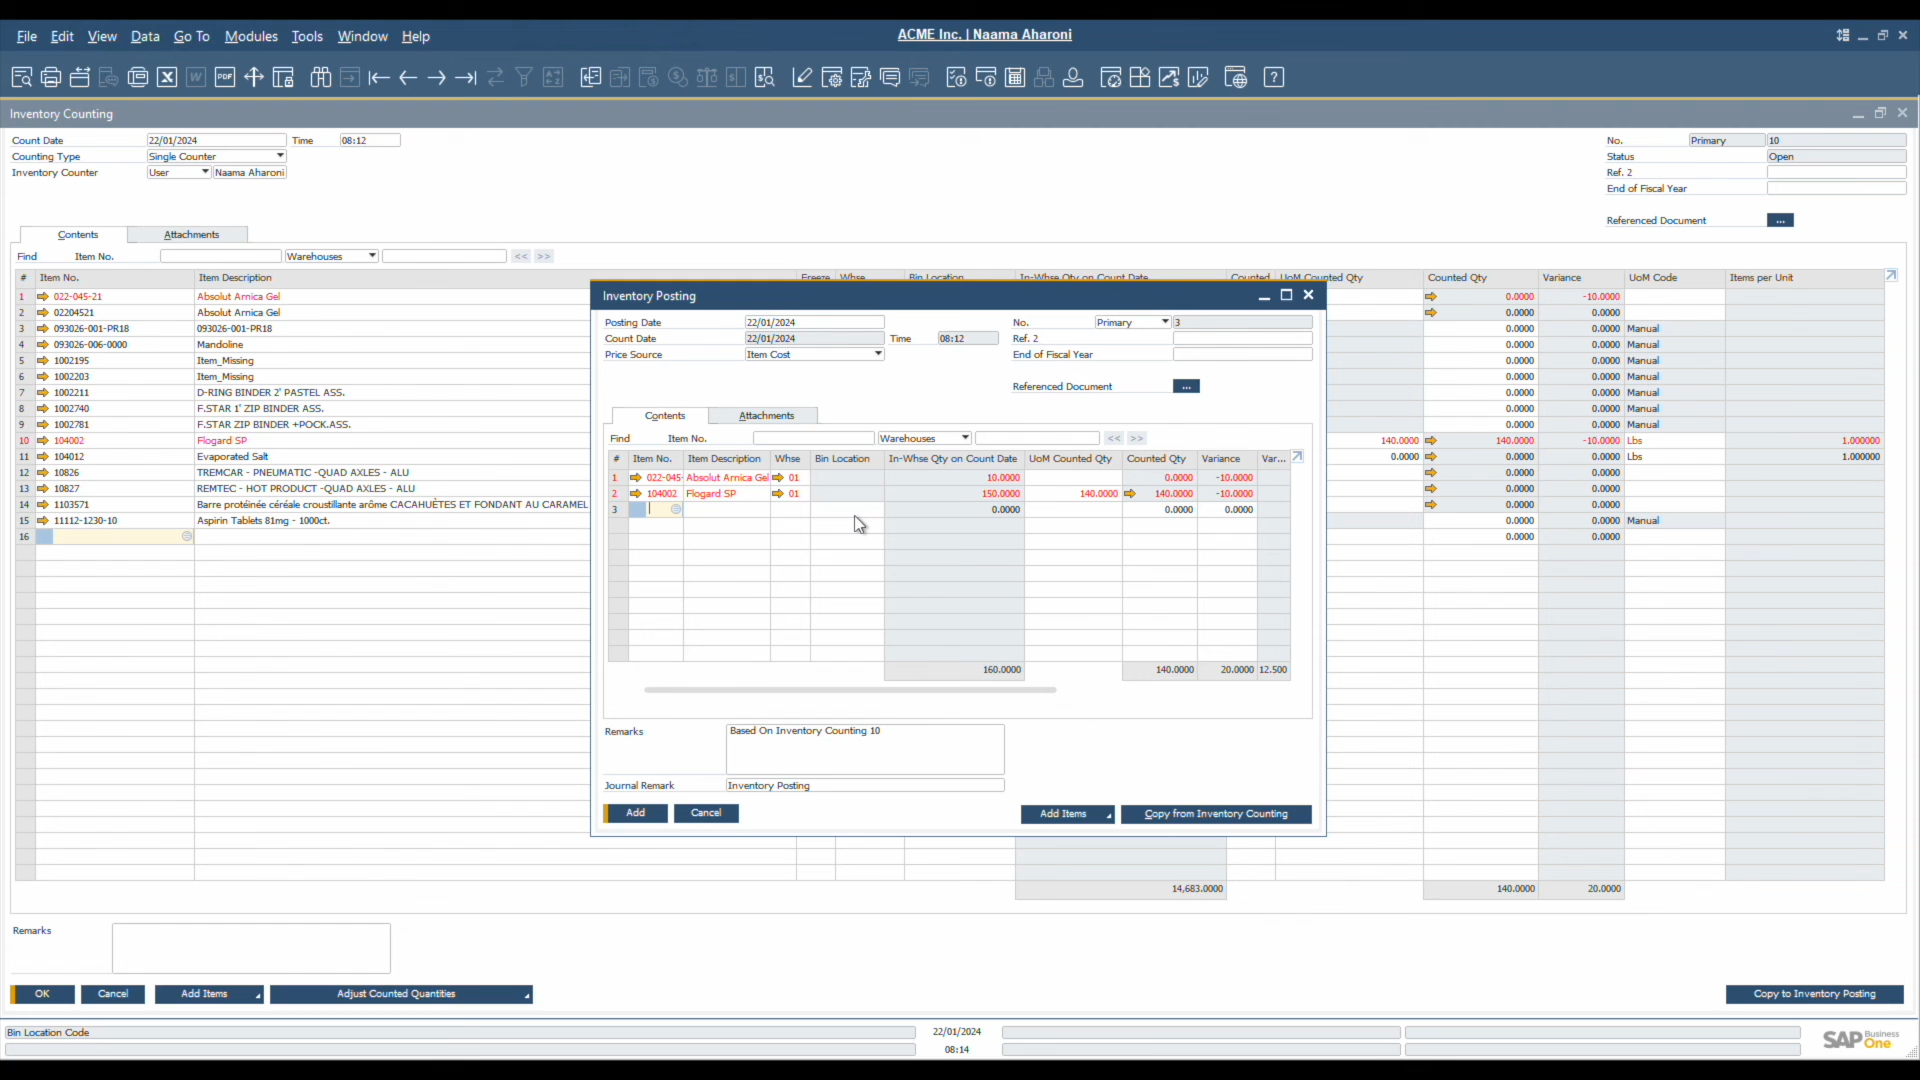 File Edit View Data Go To Modules Tools Window Help
ACME Inc. | Naama Aharoni
Inventory Counting
Count Date 22/01/2024 Time 08:12
Counting Type Single Counter
Inventory Counter User Naama Aharoni
No. Primary 10
Status Open
Ref. 2
End of Fiscal Year
Referenced Document ...
Contents Attachments
Find Item No. Warehouses << >>
# Item No. Item Description Freeze Whse Bin Location In-Whse Qty on Count Date Counted UoM Counted Qty Counted Qty Variance UoM Code Items per Unit
1 022-045-21 Absolut Arnica Gel 0.0000 -10.0000
2 02204521 Absolut Arnica Gel 0.0000 0.0000
3 093026-001-PR18 093026-001-PR18 0.0000 0.0000 Manual
4 093026-006-0000 Mandoline 0.0000 0.0000 Manual
5 1002195 Item_Missing 0.0000 0.0000 Manual
6 1002203 Item_Missing 0.0000 0.0000 Manual
7 1002211 D-RING BINDER 2' PASTEL ASS. 0.0000 0.0000 Manual
8 1002740 F.STAR 1' ZIP BINDER ASS. 0.0000 0.0000 Manual
9 1002781 F.STAR ZIP BINDER +POCK.ASS. 0.0000 0.0000 Manual
10 104002 Flogard SP 140.0000 140.0000 -10.0000 Lbs 1.000000
11 104012 Evaporated Salt 0.0000 0.0000 0.0000 Lbs 1.000000
12 10826 TREMCAR - PNEUMATIC -QUAD AXLES - ALU 0.0000 0.0000
13 10827 REMTEC - HOT PRODUCT -QUAD AXLES - ALU 0.0000 0.0000
14 1103571 Barre protéinée céréale croustillante arôme CACAHUÈTES ET FONDANT AU CARAMEL 0.0000 0.0000
15 11112-1230-10 Aspirin Tablets 81mg - 1000ct. 0.0000 0.0000 Manual
16 0.0000 0.0000
14,683.0000 140.0000 20.0000
Inventory Posting
Posting Date 22/01/2024
Count Date 22/01/2024 Time 08:12
Price Source Item Cost
No. Primary 3
Ref. 2
End of Fiscal Year
Referenced Document ...
Contents Attachments
Find Item No. Warehouses << >>
# Item No. Item Description Whse Bin Location In-Whse Qty on Count Date UoM Counted Qty Counted Qty Variance Var...
1 022-045- Absolut Arnica Gel 01 10.0000 0.0000 -10.0000
2 104002 Flogard SP 01 150.0000 140.0000 140.0000 -10.0000
3 0.0000 0.0000 0.0000
160.0000 140.0000 20.0000 12.500
Remarks Based On Inventory Counting 10
Journal Remark Inventory Posting
Add Cancel Add Items Copy from Inventory Counting
Remarks
OK Cancel Add Items Adjust Counted Quantities Copy to Inventory Posting
Bin Location Code 22/01/2024
08:14
SAP Business One